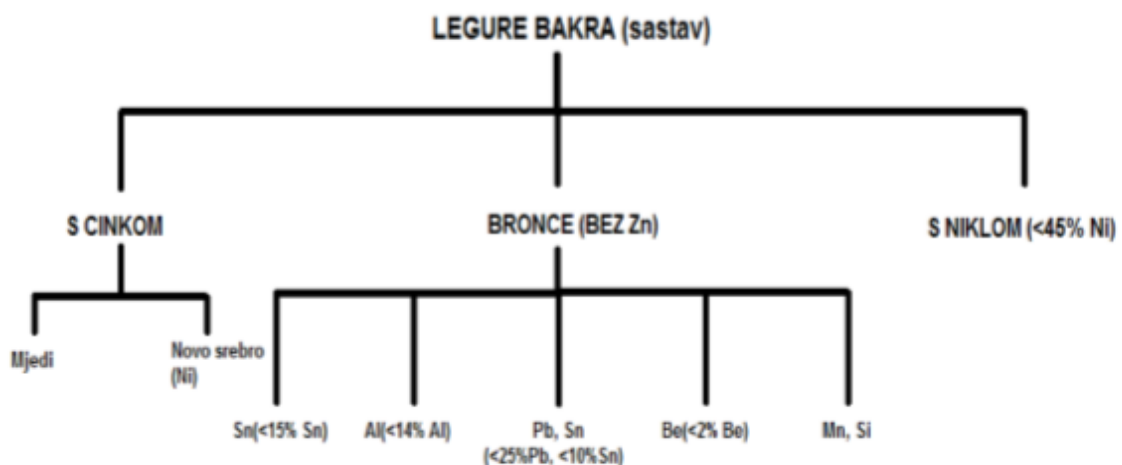 LEGURE BAKRA (sastav)
S CINKOM
BRONCE (BEZ Zn)
S NIKLOM (<45% Ni)
Mjedi
Novo srebro
(Ni)
Sn(<15% Sn)
Al(<14% Al)
Pb, Sn
(<25%Pb, <10%Sn)
Be(<2% Be)
Mn, Si